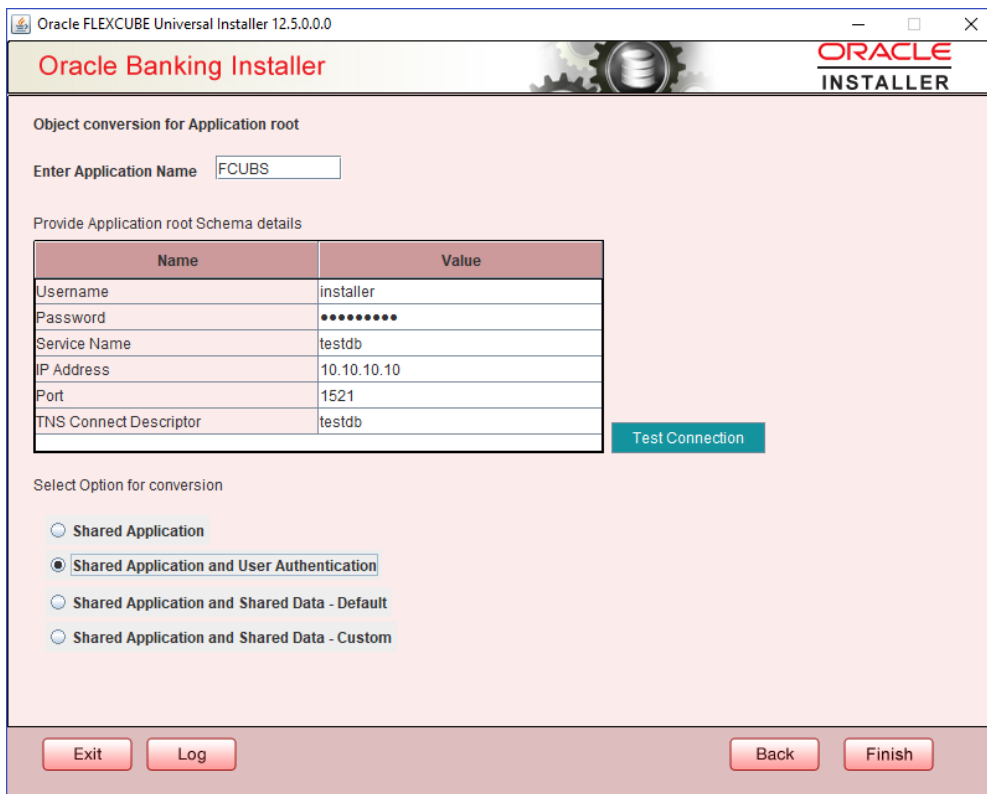 Oracle FLEXCUBE Universal Installer 12.5.0.0.0
Oracle Banking Installer
ORACLE
INSTALLER
Object conversion for Application root
Enter Application Name FCUBS
Provide Application root Schema details
Name Value
Username installer
Password •••••••••
Service Name testdb
IP Address 10.10.10.10
Port 1521
TNS Connect Descriptor testdb
Test Connection
Select Option for conversion
Shared Application
Shared Application and User Authentication
Shared Application and Shared Data - Default
Shared Application and Shared Data - Custom
Exit Log Back Finish